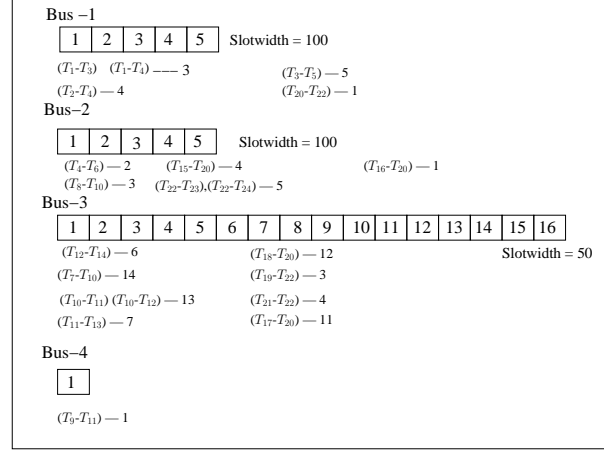 Bus –1
1 2 3 4 5 Slotwidth = 100
(T1-T3) (T1-T4) ––– 3 (T3-T5) — 5
(T2-T4) — 4 (T20-T22) — 1
Bus–2
1 2 3 4 5 Slotwidth = 100
(T4-T6) — 2 (T15-T20) — 4 (T16-T20) — 1
(T8-T10) — 3 (T22-T23),(T22-T24) — 5
Bus–3
1 2 3 4 5 6 7 8 9 10 11 12 13 14 15 16
(T12-T14) — 6 (T18-T20) — 12 Slotwidth = 50
(T7-T10) — 14 (T19-T22) — 3
(T10-T11) (T10-T12) — 13 (T21-T22) — 4
(T11-T13) — 7 (T17-T20) — 11
Bus–4
1
(T9-T11) — 1